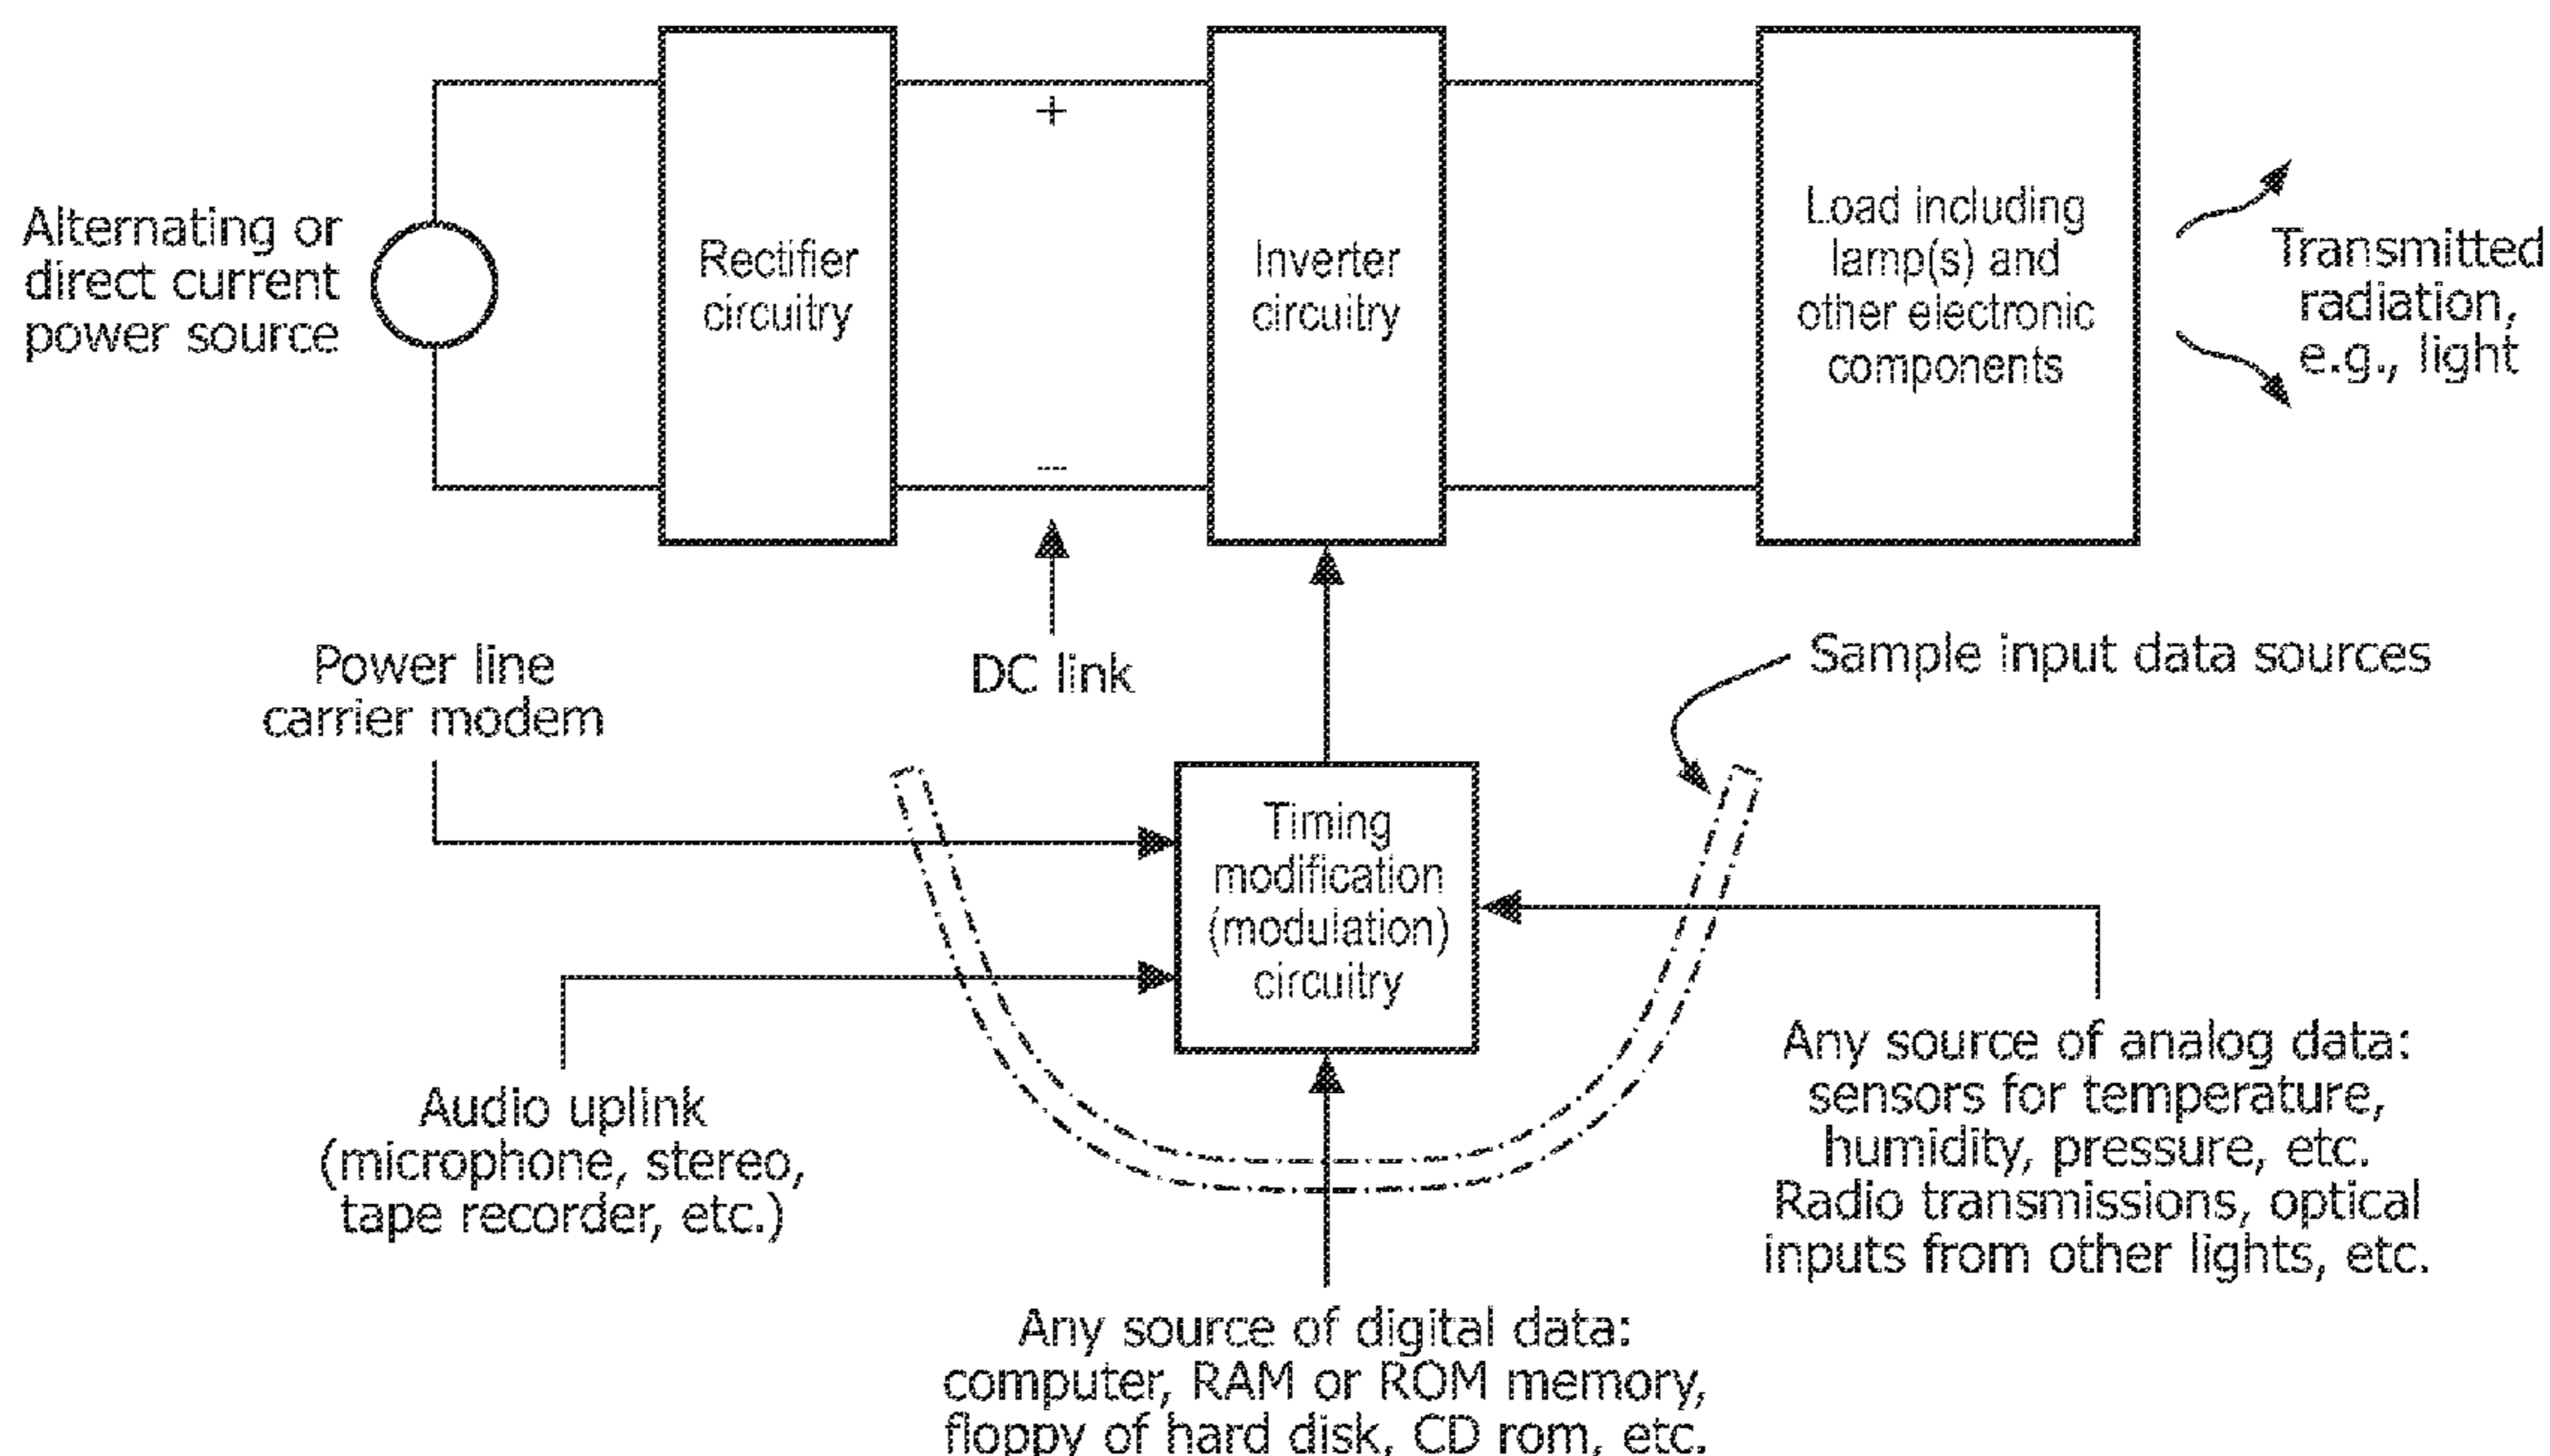 Alternating or
direct current
power source
Rectifier
circuitry
+
-
Inverter
circuitry
Load including
lamp(s) and
other electronic
components
Transmitted
radiation,
e.g., light
DC link
Power line
carrier modem
Sample input data sources
Timing
modification
(modulation)
circuitry
Audio uplink
(microphone, stereo,
tape recorder, etc.)
Any source of analog data:
sensors for temperature,
humidity, pressure, etc.
Radio transmissions, optical
inputs from other lights, etc.
Any source of digital data:
computer, RAM or ROM memory,
floppy of hard disk, CD rom, etc.